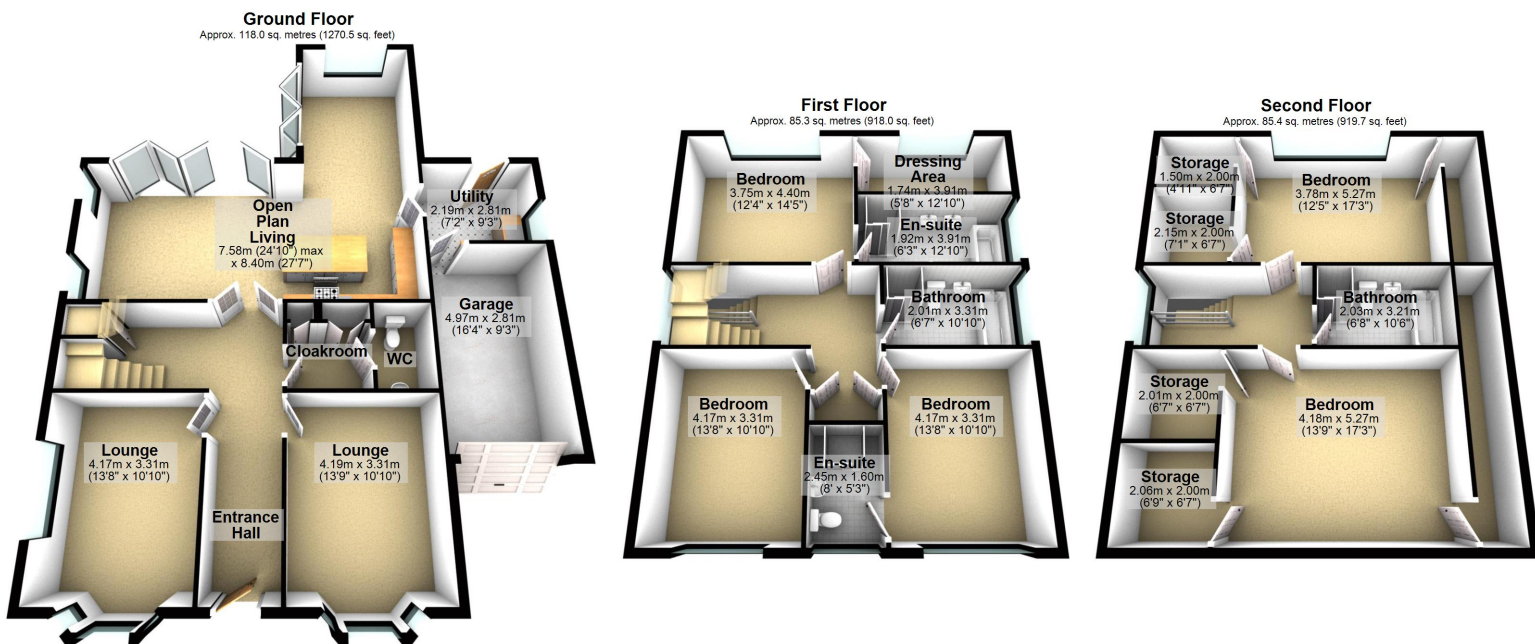 Ground Floor
Approx. 118.0 sq. metres (1270.5 sq. feet)
Open
Plan
Living
7.58m (24'10") max
x 8.40m (27'7")
Utility
2.19m x 2.81m
(7'2" x 9'3")
Garage
4.97m x 2.81m
(16'4" x 9'3")
Cloakroom
WC
Lounge
4.17m x 3.31m
(13'8" x 10'10")
Lounge
4.19m x 3.31m
(13'9" x 10'10")
Entrance
Hall
First Floor
Approx. 85.3 sq. metres (918.0 sq. feet)
Bedroom
3.75m x 4.40m
(12'4" x 14'5")
Dressing
Area
1.74m x 3.91m
(5'8" x 12'10")
En-suite
1.92m x 3.91m
(6'3" x 12'10")
Bathroom
2.01m x 3.31m
(6'7" x 10'10")
Bedroom
4.17m x 3.31m
(13'8" x 10'10")
Bedroom
4.17m x 3.31m
(13'8" x 10'10")
En-suite
2.45m x 1.60m
(8' x 5'3")
Second Floor
Approx. 85.4 sq. metres (919.7 sq. feet)
Storage
1.50m x 2.00m
(4'11" x 6'7")
Storage
2.15m x 2.00m
(7'1" x 6'7")
Bedroom
3.78m x 5.27m
(12'5" x 17'3")
Bathroom
2.03m x 3.21m
(6'8" x 10'6")
Storage
2.01m x 2.00m
(6'7" x 6'7")
Bedroom
4.18m x 5.27m
(13'9" x 17'3")
Storage
2.06m x 2.00m
(6'9" x 6'7")